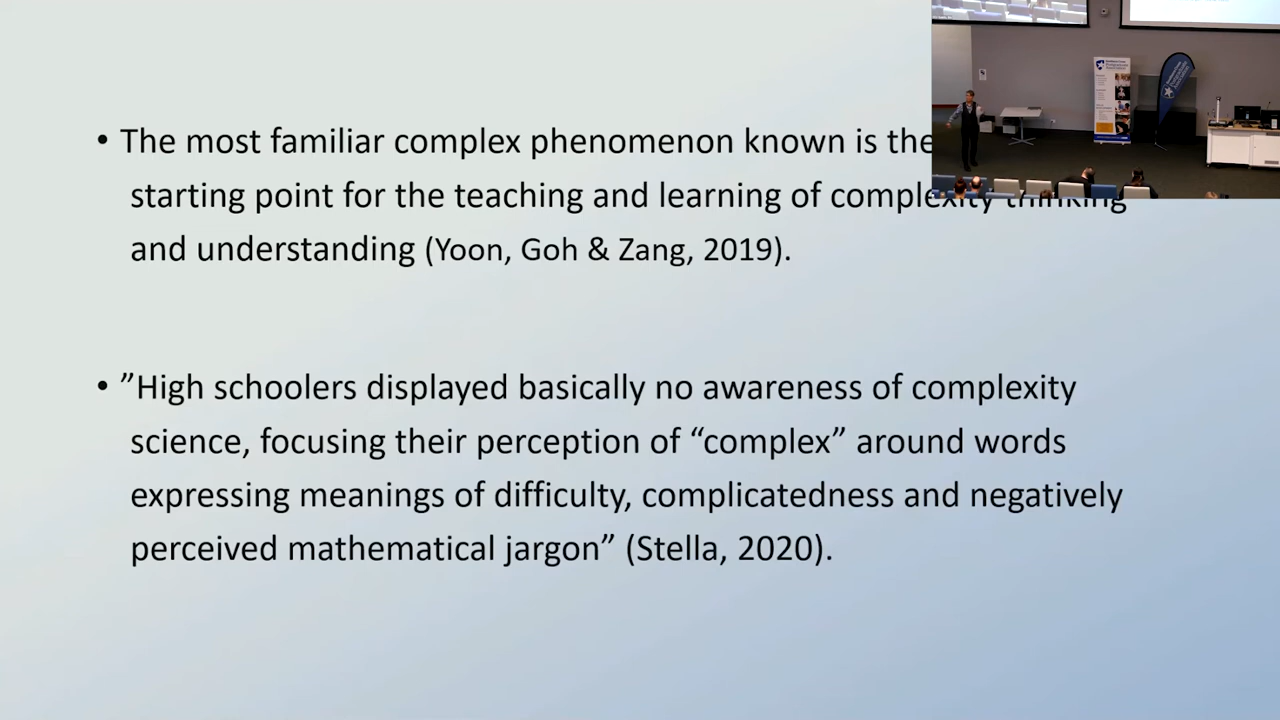 • The most familiar complex phenomenon known is the
starting point for the teaching and learning of complexity thinking
and understanding (Yoon, Goh & Zang, 2019).
• ”High schoolers displayed basically no awareness of complexity
science, focusing their perception of “complex” around words
expressing meanings of difficulty, complicatedness and negatively
perceived mathematical jargon” (Stella, 2020).